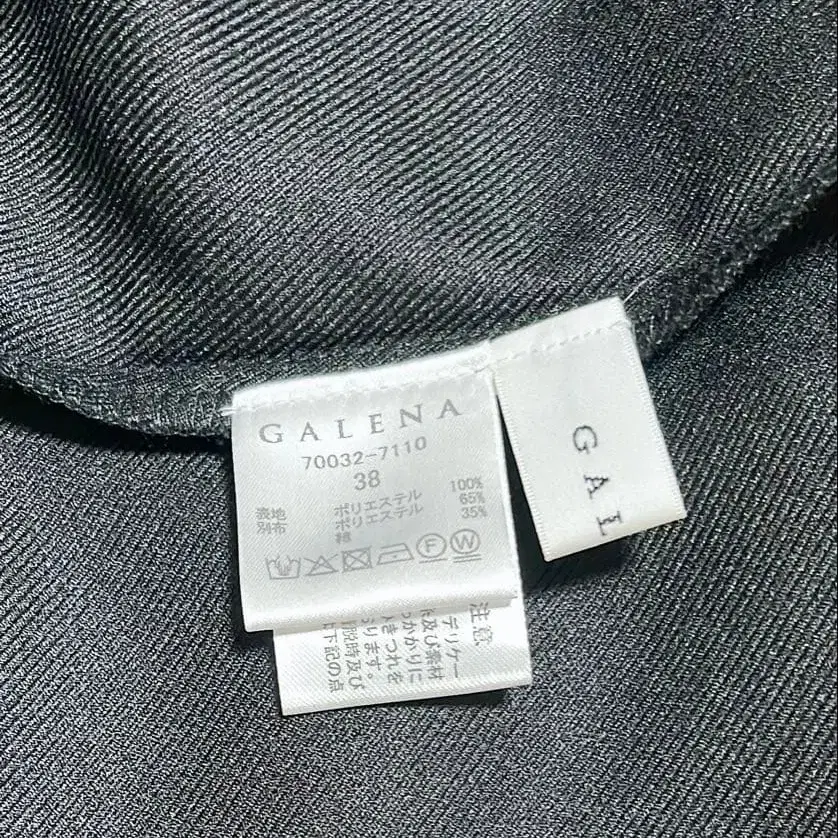 GALENA
70032-7110
38
表地 ポリエステル 100%
別布 ポリエステル 65%
綿 35%
F W
GAL
注意
デリケー
及び素材
っかかりに
きつれを
ります。
脱時及び
下記の点